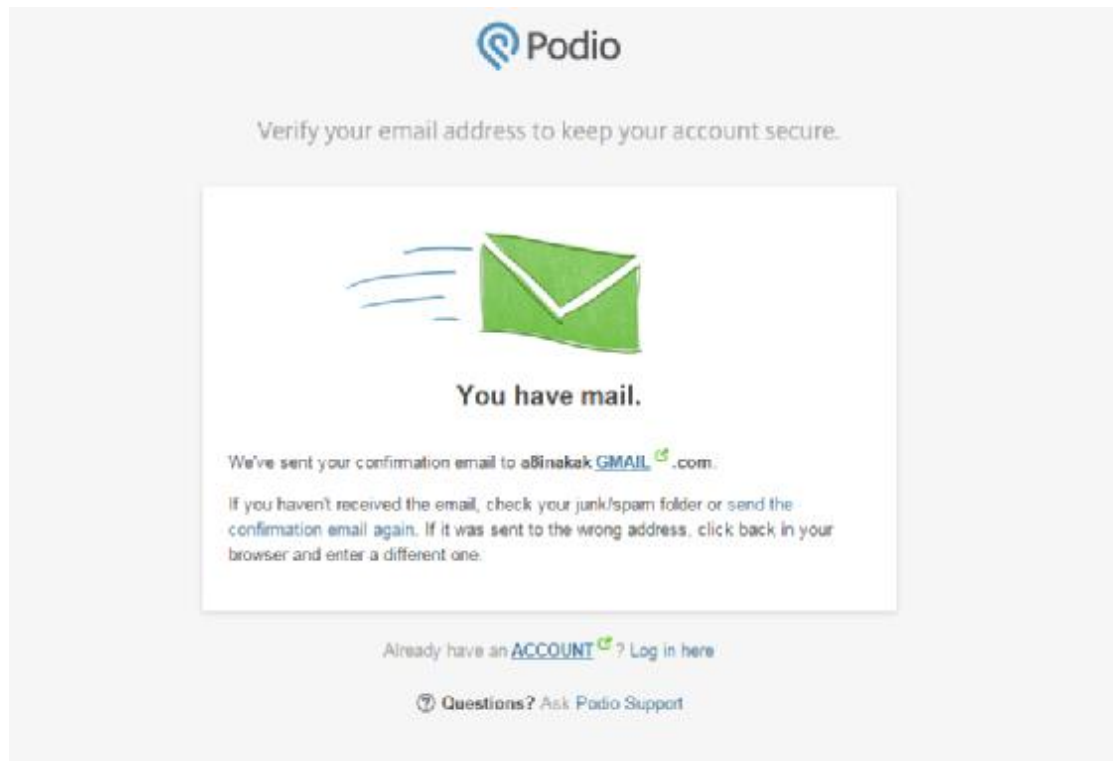 Podio
Verify your email address to keep your account secure.
You have mail.
We've sent your confirmation email to a8inakak GMAIL .com.
If you haven't received the email, check your junk/spam folder or send the
confirmation email again. If it was sent to the wrong address, click back in your
browser and enter a different one.
Already have an ACCOUNT ? Log in here
? Questions? Ask Podio Support